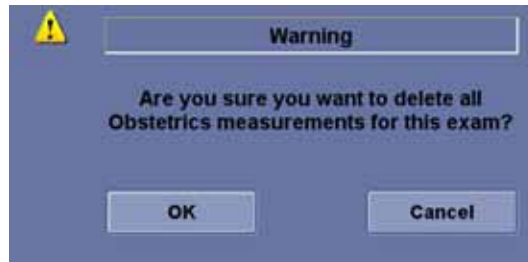 Warning
Are you sure you want to delete all
Obstetrics measurements for this exam?
OK
Cancel